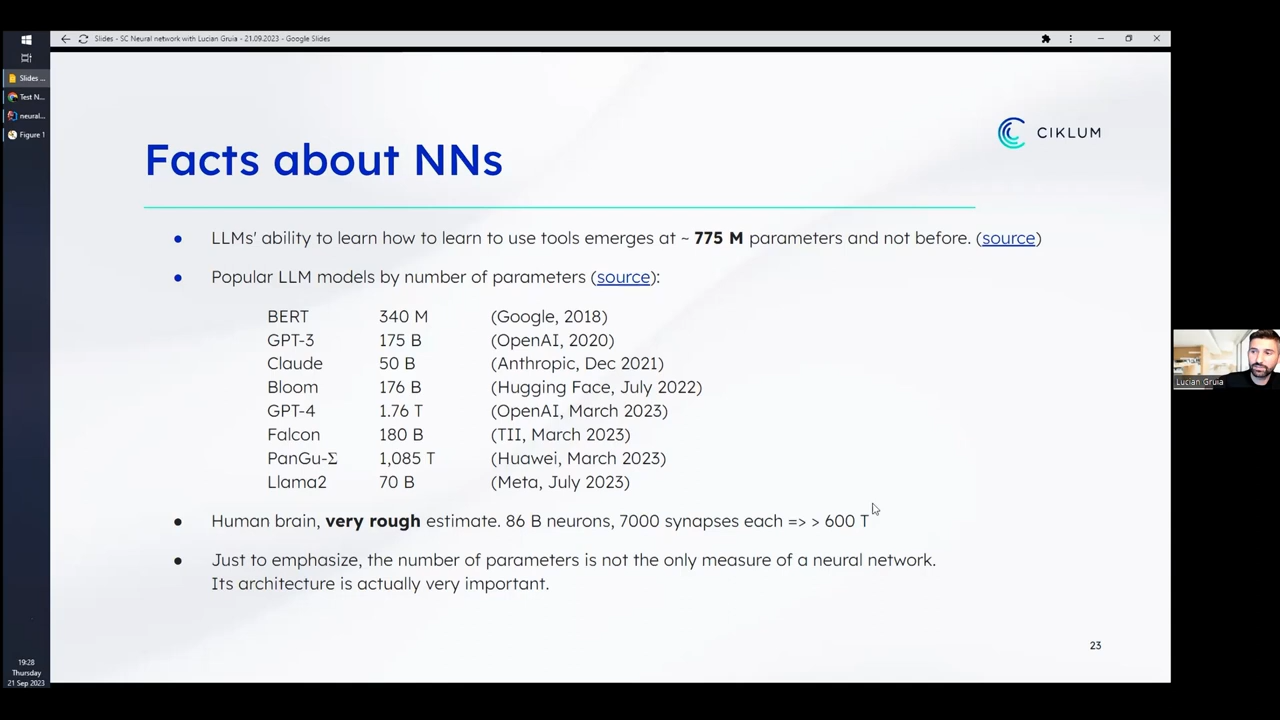 Slides - SC Neural network with Lucian Gruia - 21.09.2023 - Google Slides
Slides ...
Test N...
neural...
Figure 1
CIKLUM
Facts about NNs
LLMs' ability to learn how to learn to use tools emerges at ~ 775 M parameters and not before. (source)
Popular LLM models by number of parameters (source):
BERT 340 M (Google, 2018)
GPT-3 175 B (OpenAI, 2020)
Claude 50 B (Anthropic, Dec 2021)
Bloom 176 B (Hugging Face, July 2022)
GPT-4 1.76 T (OpenAI, March 2023)
Falcon 180 B (TII, March 2023)
PanGu-Σ 1,085 T (Huawei, March 2023)
Llama2 70 B (Meta, July 2023)
Human brain, very rough estimate. 86 B neurons, 7000 synapses each => > 600 T
Just to emphasize, the number of parameters is not the only measure of a neural network.
Its architecture is actually very important.
23
Lucian Gruia
19:28
Thursday
21 Sep 2023